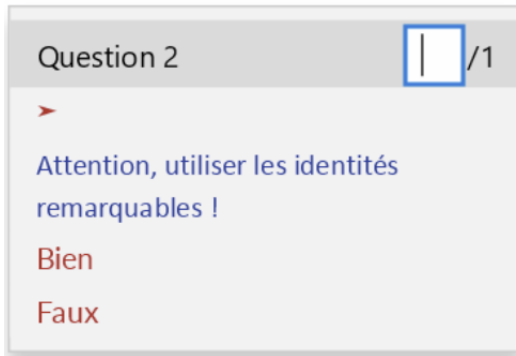 Question 2 /1
➤
Attention, utiliser les identités
remarquables !
Bien
Faux